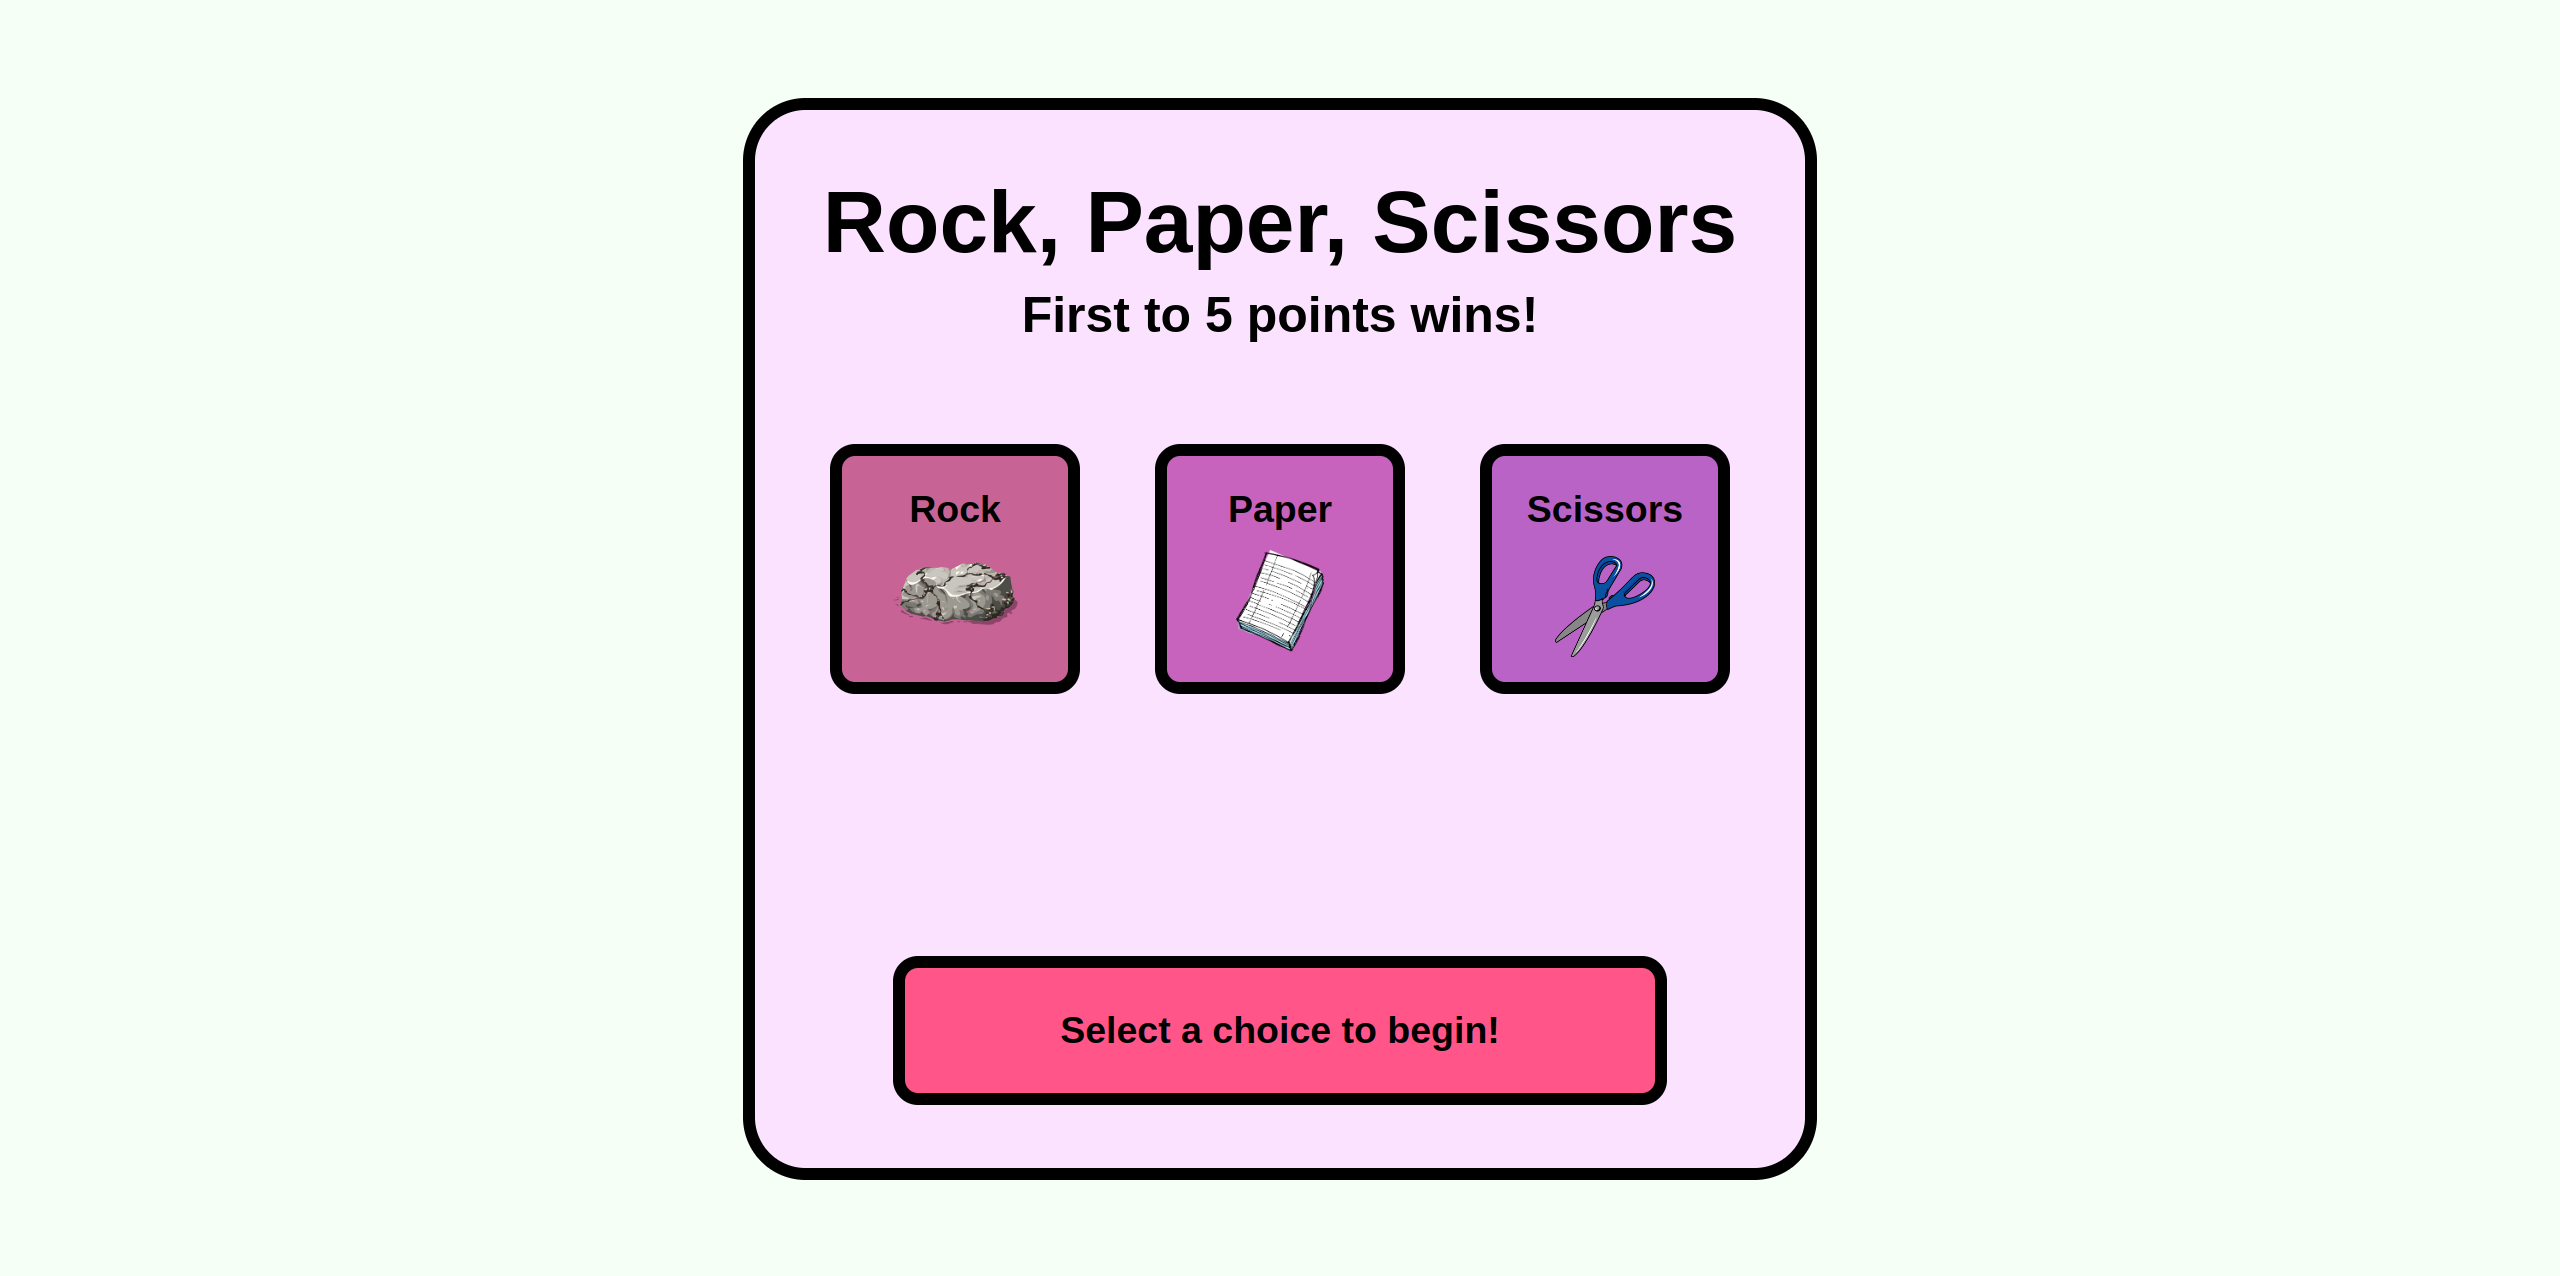 Rock, Paper, Scissors
First to 5 points wins!
Rock
Paper
Scissors
Select a choice to begin!